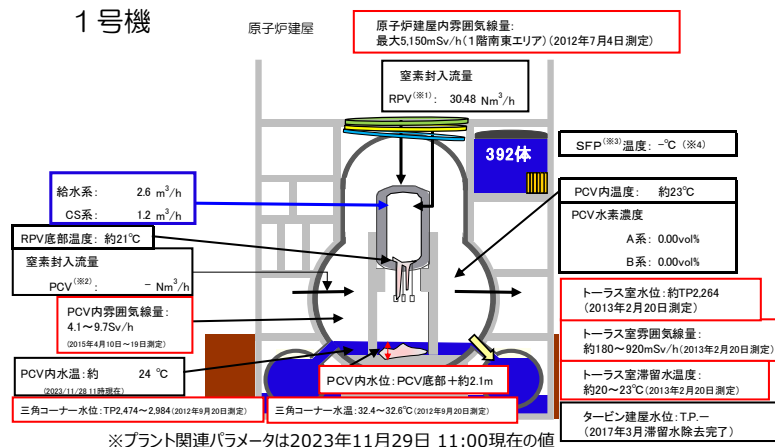 １号機
原子炉建屋
原子炉建屋内雰囲気線量：
最大5,150mSv/h(1階南東エリア)(2012年7月4日測定)
窒素封入流量
RPV(※1)： 30.48 Nm3/h
392体
SFP(※3)温度： －℃ (※4)
給水系： 2.6 m3/h
CS系： 1.2 m3/h
PCV内温度： 約23℃
PCV水素濃度
A系： 0.00vol%
B系： 0.00vol%
RPV底部温度： 約21℃
窒素封入流量
PCV(※2)： － Nm3/h
PCV内雰囲気線量：
4.1～9.7Sv/h
(2015年4月10日～19日測定)
トーラス室水位：約TP2,264
(2013年2月20日測定)
トーラス室雰囲気線量：
約180～920mSv/h(2013年2月20日測定)
PCV内水温：約 24 ℃
(2023/11/28 11時現在)
PCV内水位：PCV底部＋約2.1m
トーラス室滞留水温度：
約20～23℃(2013年2月20日測定)
三角コーナー水位：TP2,474～2,984(2012年9月20日測定)
三角コーナー水温：32.4～32.6℃(2012年9月20日測定)
タービン建屋水位：T.P.－
(2017年3月滞留水除去完了)
※プラント関連パラメータは2023年11月29日 11:00現在の値